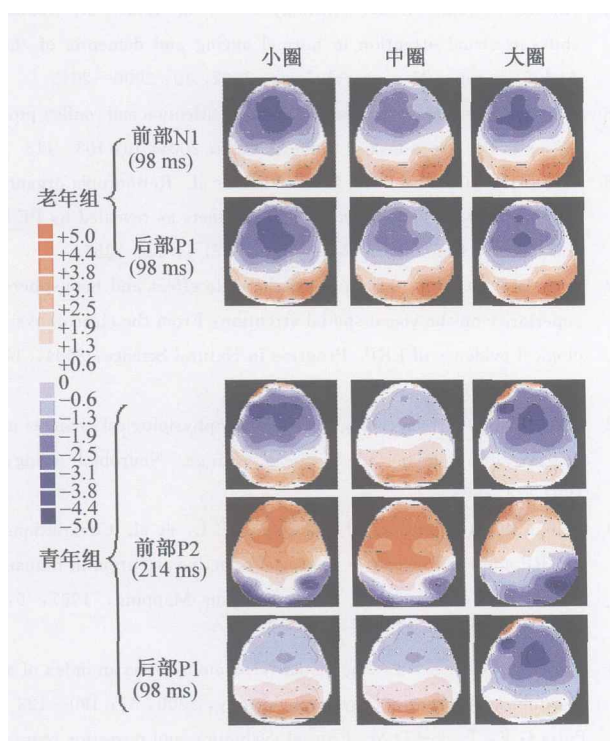 小圈 中圈 大圈
前部N1
(98 ms)
老年组
后部P1
(98 ms)
+5.0
+4.4
+3.8
+3.1
+2.5
+1.9
+1.3
+0.6
0
−0.6
−1.3
−1.9
−2.5
−3.1
−3.8
−4.4
−5.0
青年组
前部P2
(214 ms)
后部P1
(98 ms)